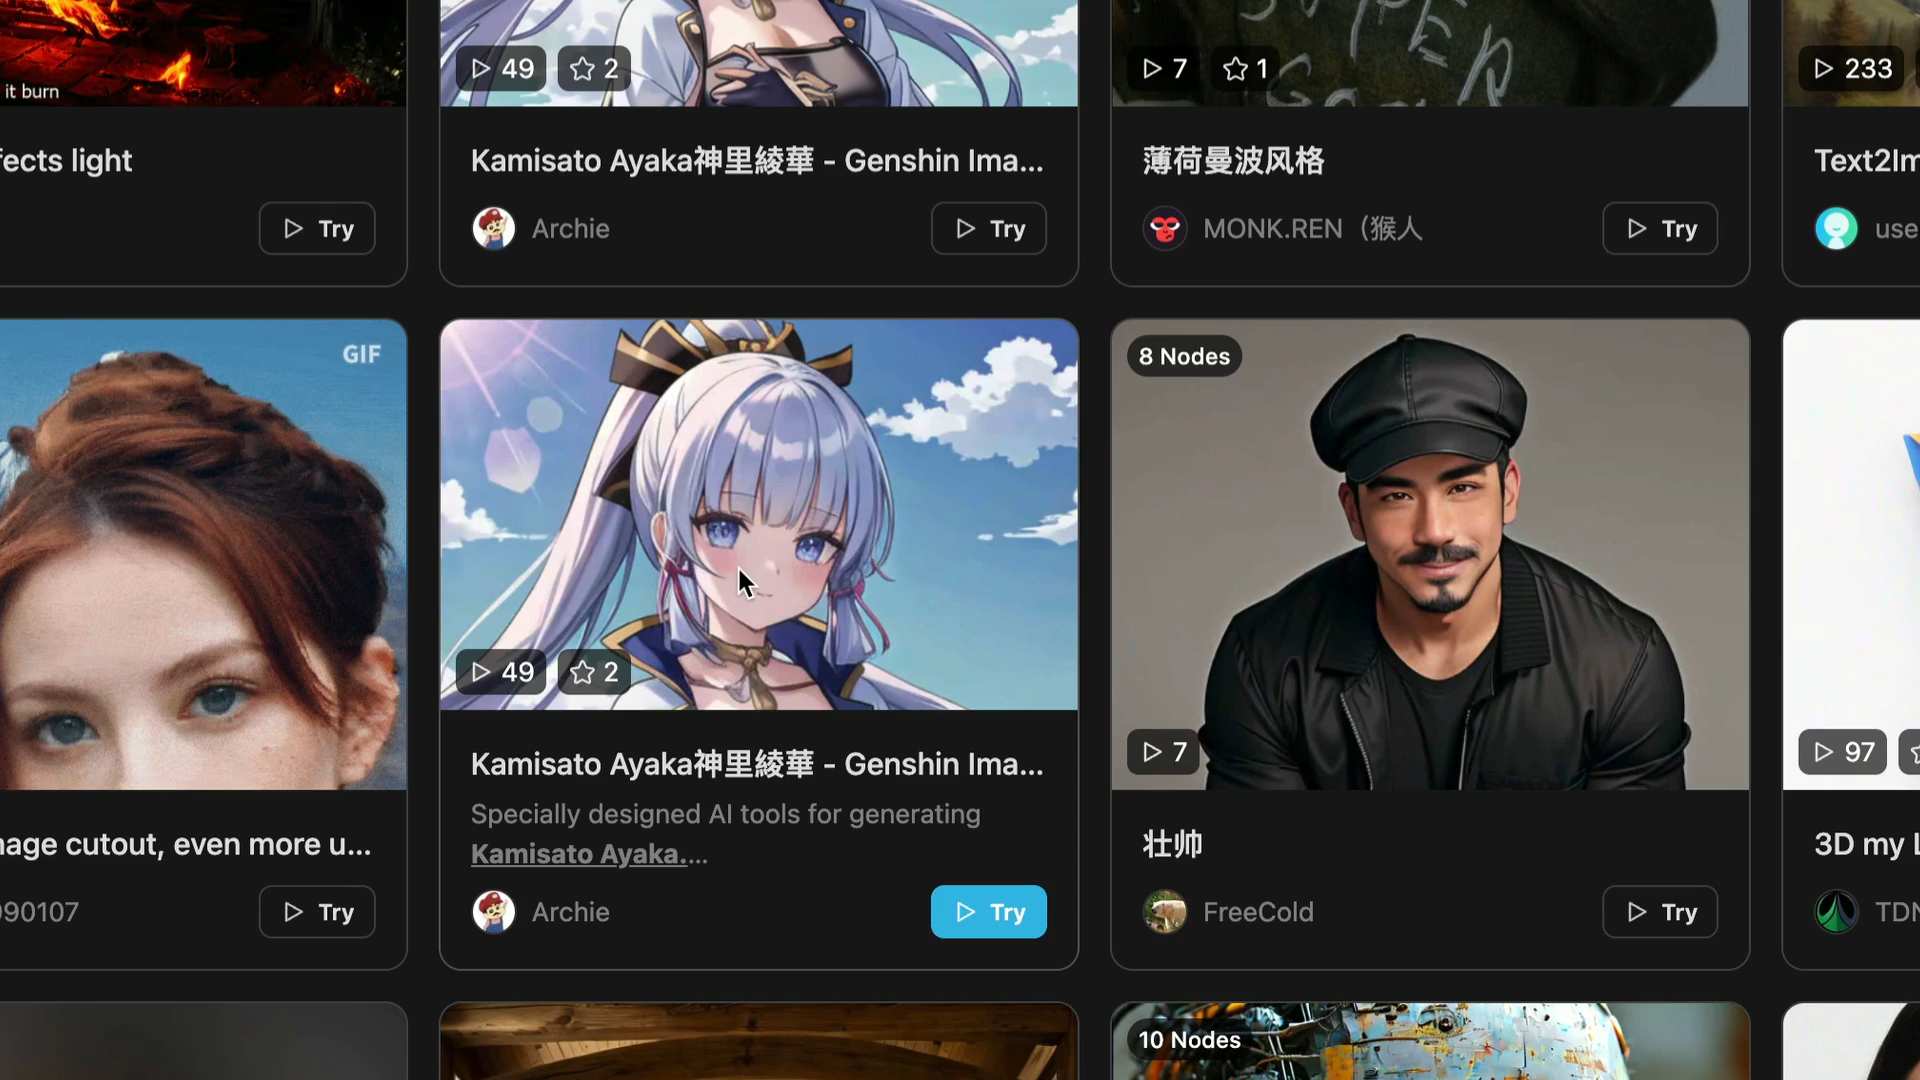 it burn
49
2
SUPER
7
1
233
fects light
Try
Kamisato Ayaka神里綾華 - Genshin Ima...
Archie
Try
薄荷曼波风格
MONK.REN（猴人
Try
Text2Im
use
GIF
nage cutout, even more u...
990107
Try
49
2
Kamisato Ayaka神里綾華 - Genshin Ima...
Specially designed AI tools for generating
Kamisato Ayaka....
Archie
Try
8 Nodes
7
壮帅
FreeCold
Try
97
3D my L
TDN
10 Nodes